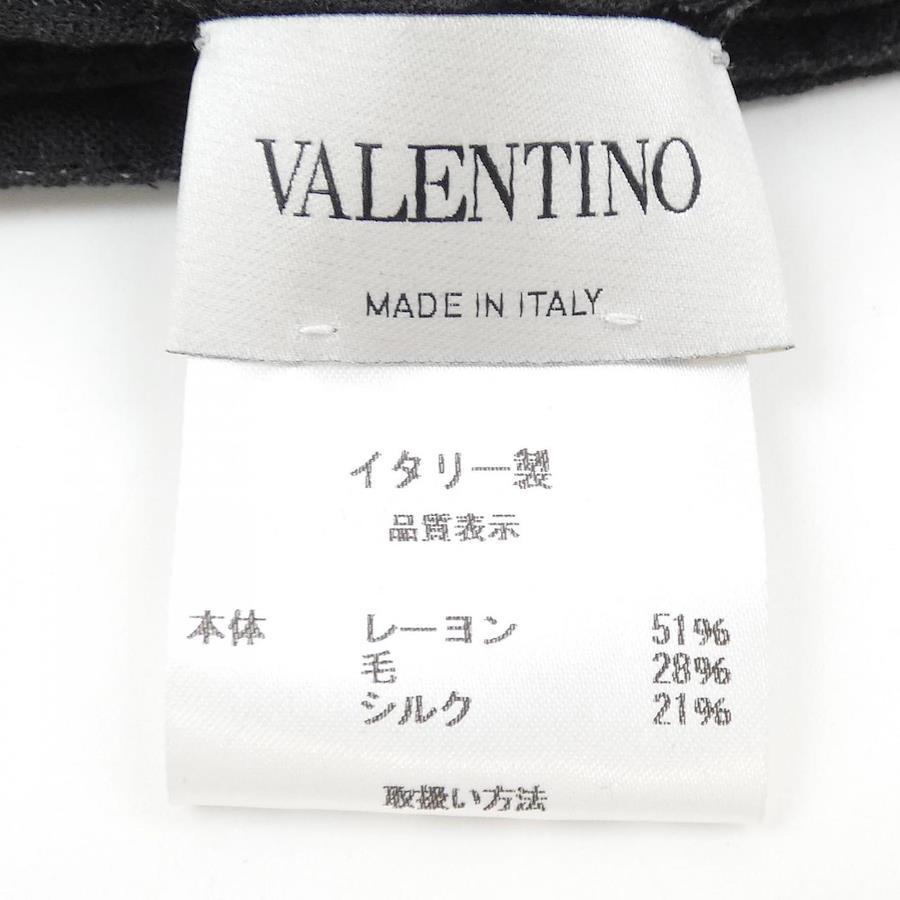 VALENTINO
MADE IN ITALY
イタリー製
品質表示
本体 レーヨン 51%
毛 28%
シルク 21%
取扱い方法